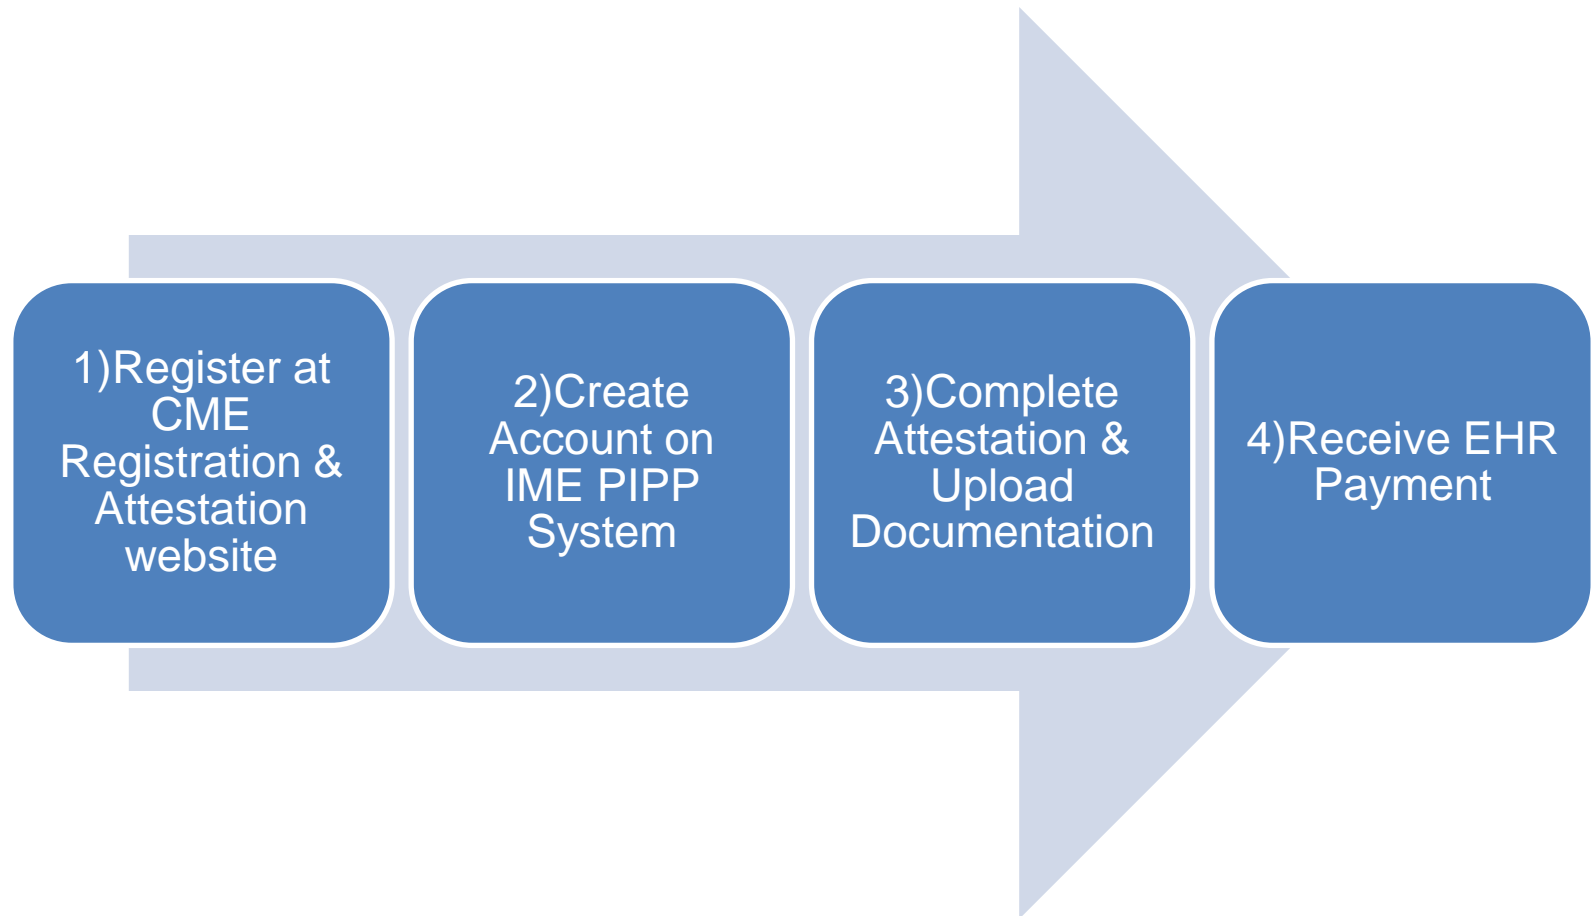 1)Register at
CME
Registration &
Attestation
website
2)Create
Account on
IME PIPP
System
3)Complete
Attestation &
Upload
Documentation
4)Receive EHR
Payment